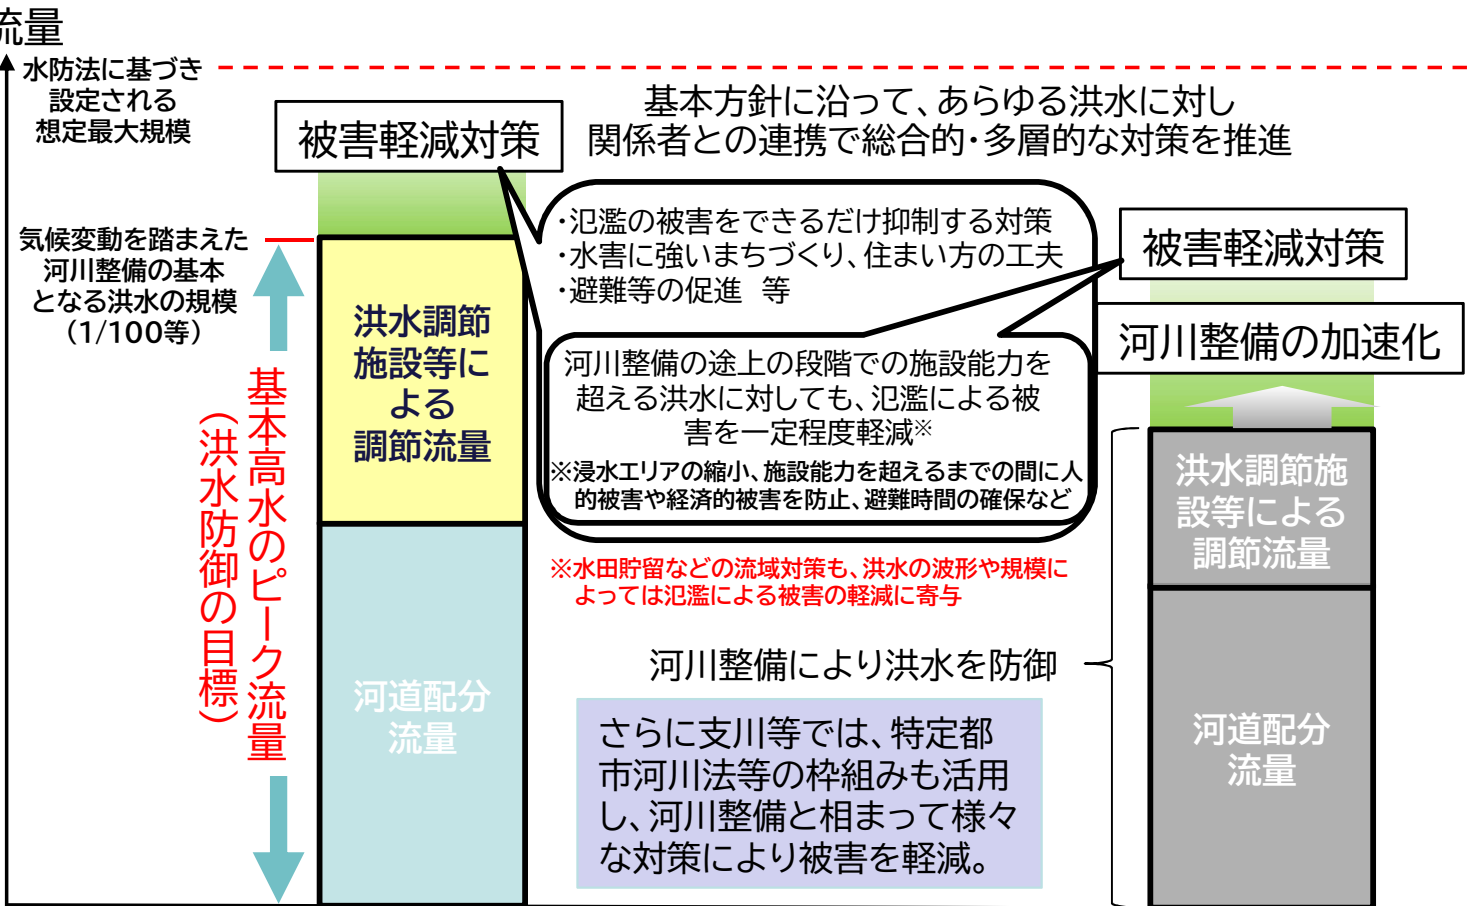 流量
水防法に基づき
設定される
想定最大規模
基本方針に沿って、あらゆる洪水に対し
関係者との連携で総合的・多層的な対策を推進
被害軽減対策
・氾濫の被害をできるだけ抑制する対策
・水害に強いまちづくり、住まい方の工夫
・避難等の促進 等
被害軽減対策
気候変動を踏まえた
河川整備の基本
となる洪水の規模
（1/100等）
河川整備の加速化
洪水調節
施設等に
よる
調節流量
河川整備の途上の段階での施設能力を
超える洪水に対しても、氾濫による被
害を一定程度軽減※
※浸水エリアの縮小、施設能力を超えるまでの間に人
的被害や経済的被害を防止、避難時間の確保など
基本高水のピーク流量
（洪水防御の目標）
洪水調節施
設等による
調節流量
※水田貯留などの流域対策も、洪水の波形や規模に
よっては氾濫による被害の軽減に寄与
河川整備により洪水を防御
河道配分
流量
さらに支川等では、特定都
市河川法等の枠組みも活用
し、河川整備と相まって様々
な対策により被害を軽減。
河道配分
流量